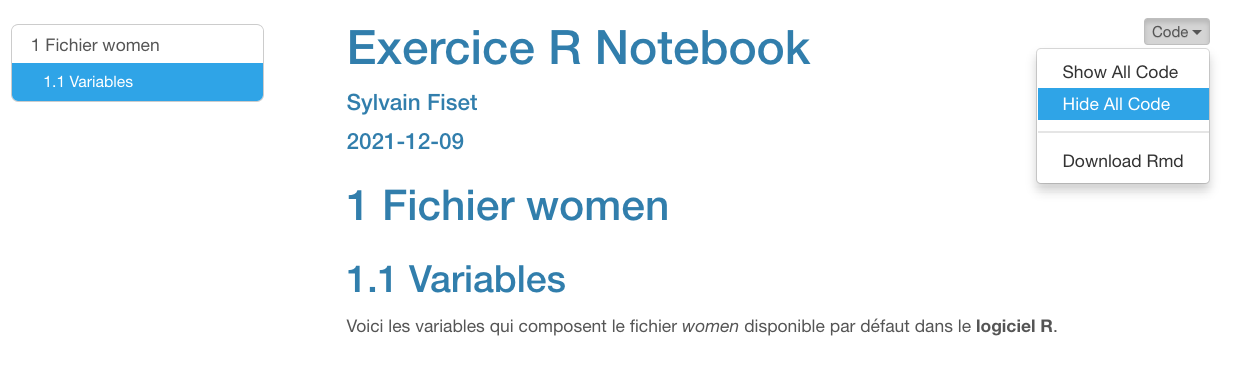 1 Fichier women
1.1 Variables
Exercice R Notebook
Sylvain Fiset
2021-12-09
1 Fichier women
1.1 Variables
Voici les variables qui composent le fichier women disponible par défaut dans le logiciel R.
Code
Show All Code
Hide All Code
Download Rmd